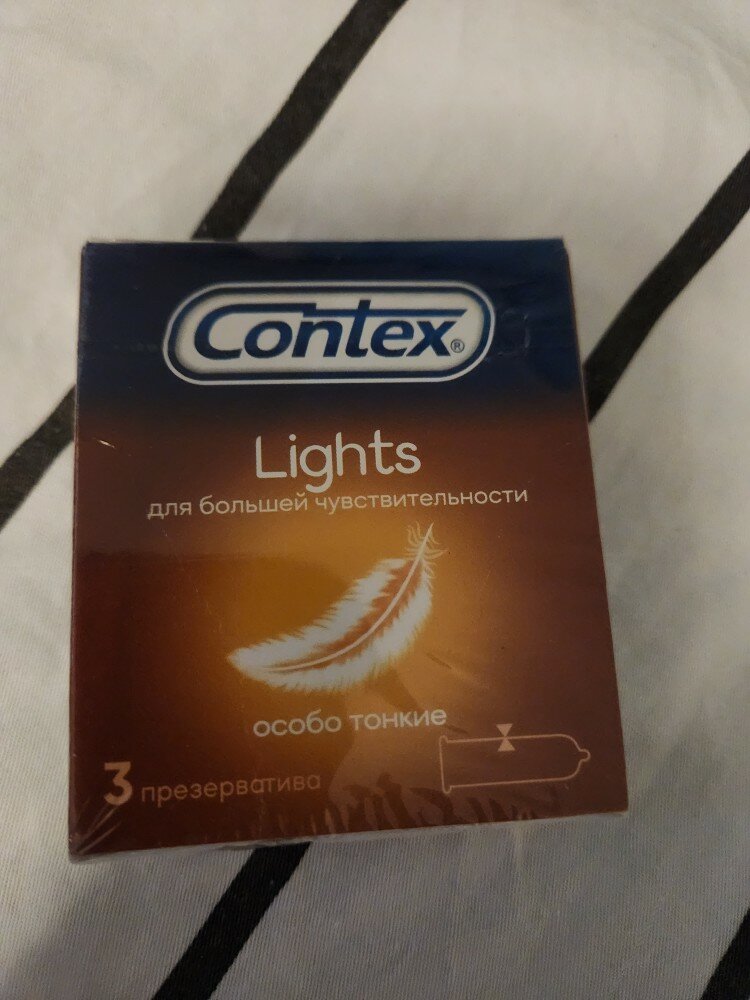 Contex®
Lights
для большей чувствительности
особо тонкие
3 презерватива